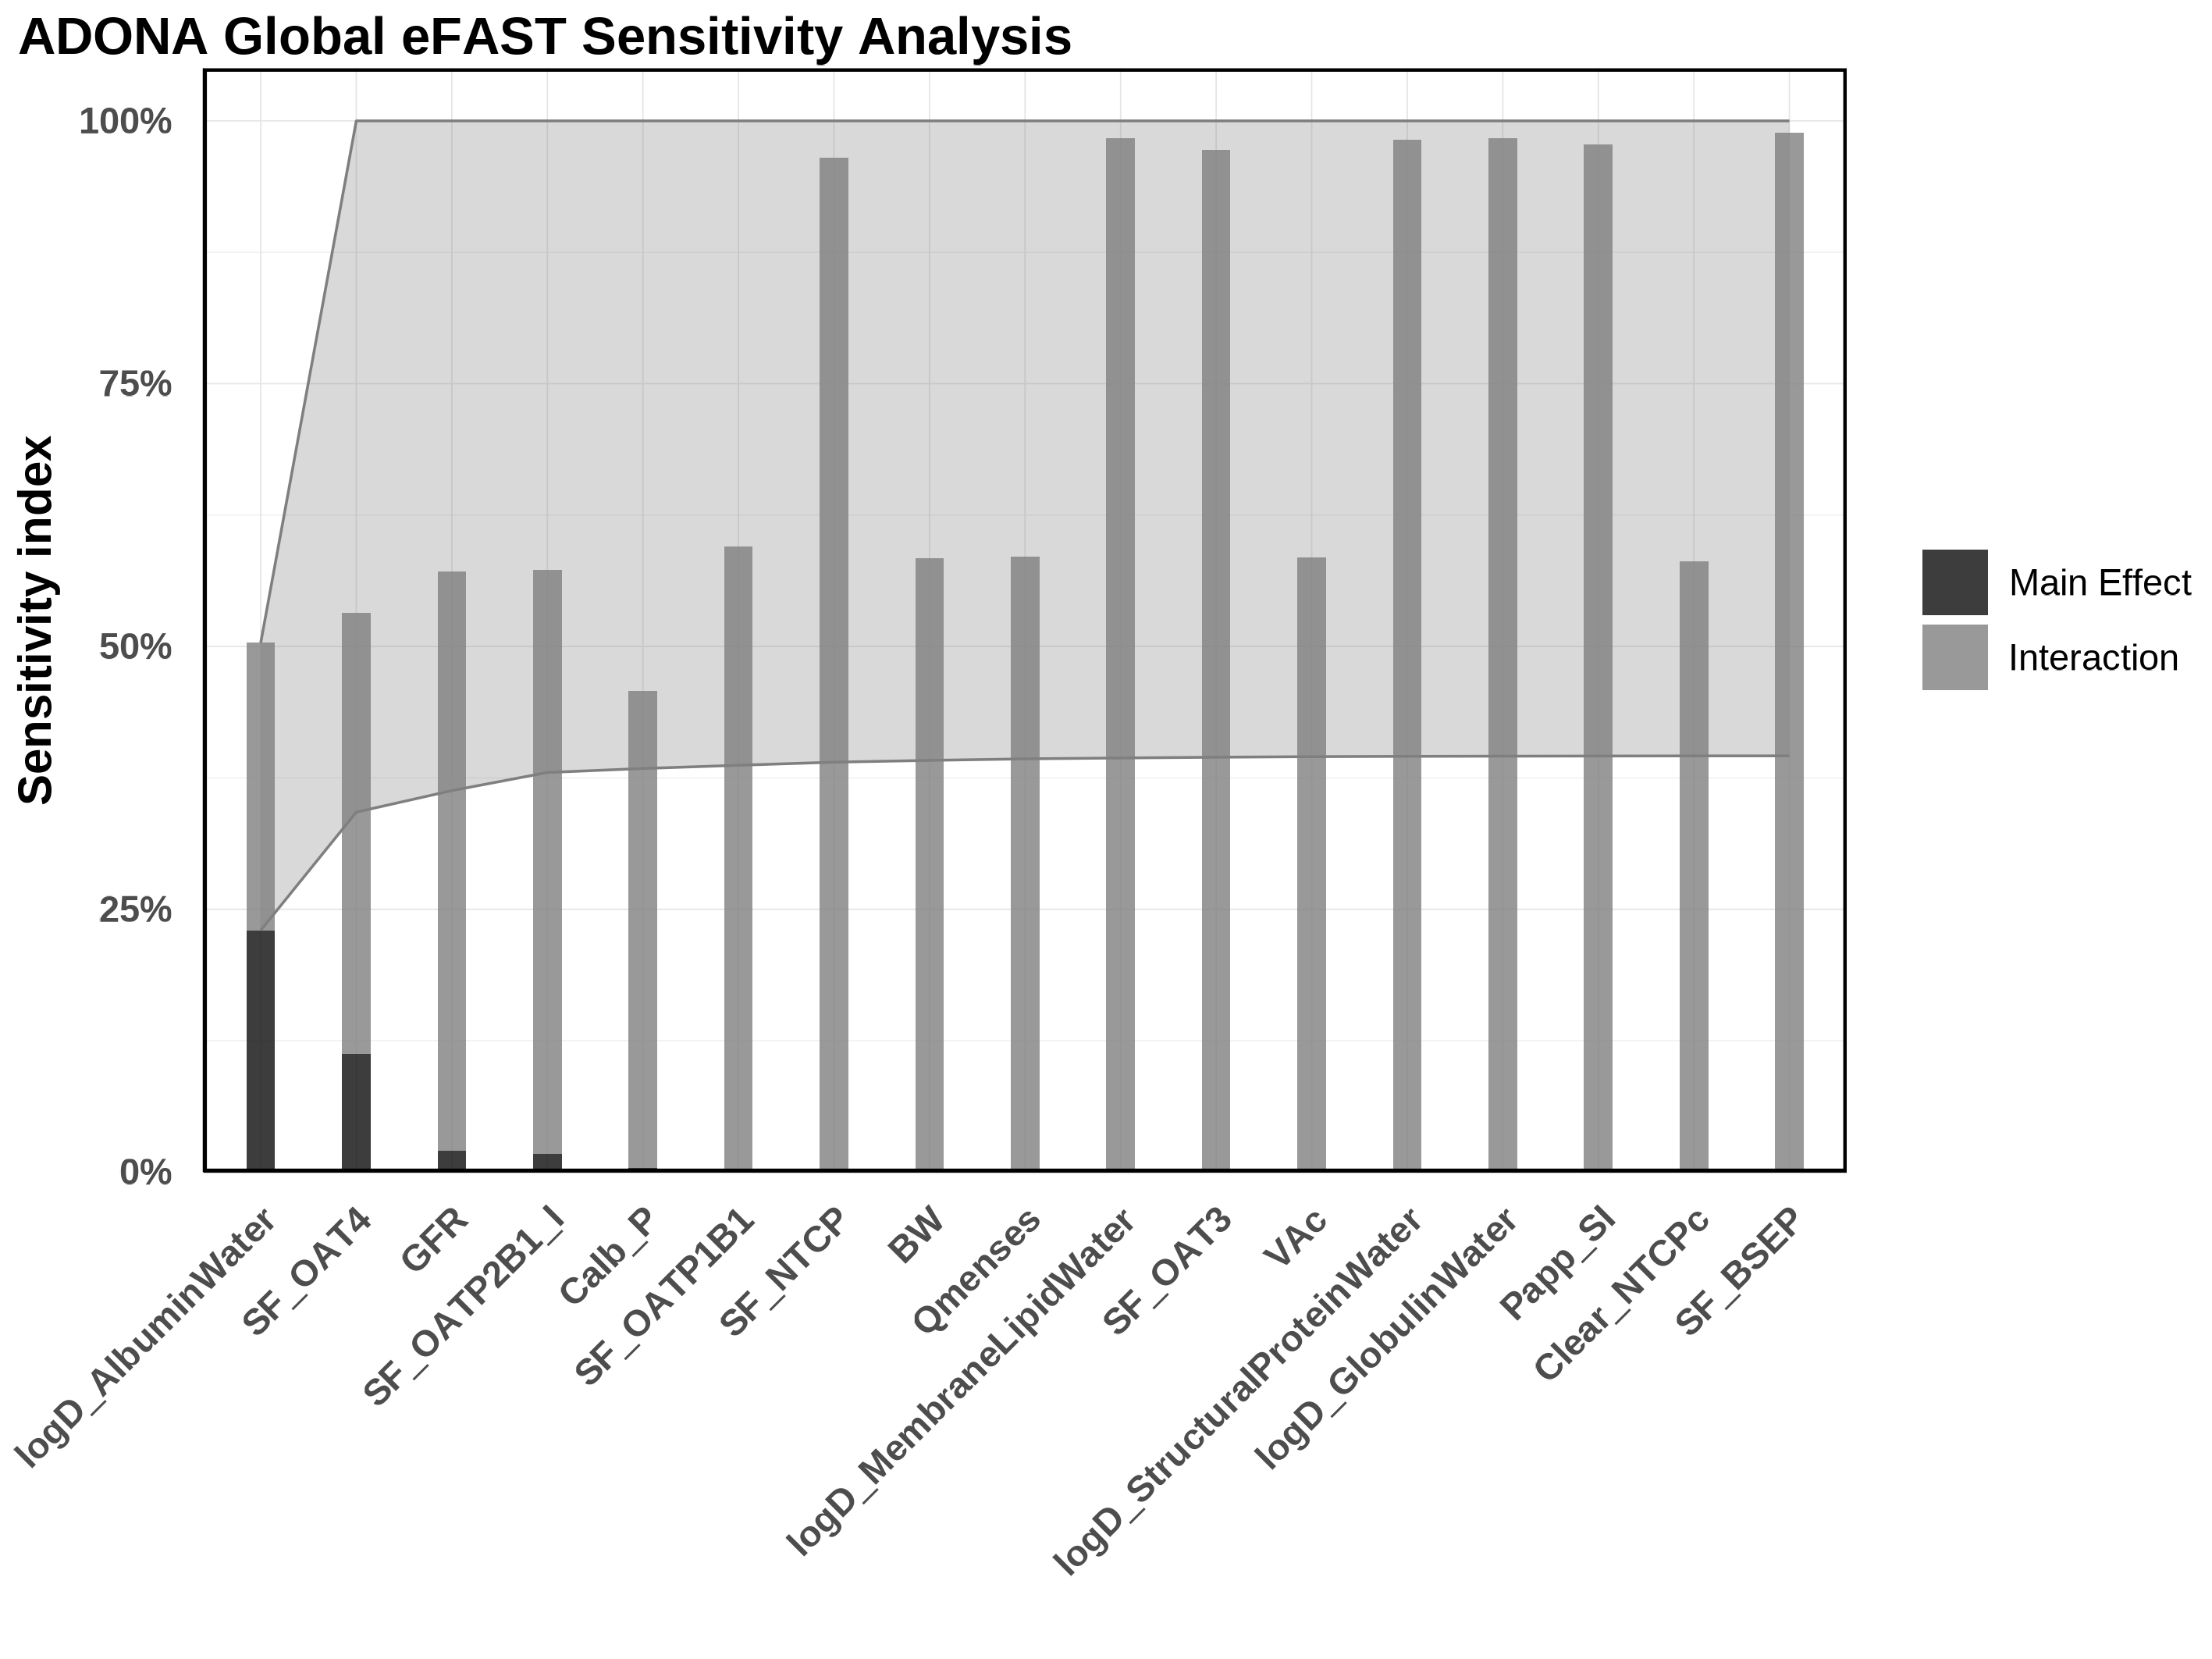 ADONA Global eFAST Sensitivity Analysis
Sensitivity index
100%
75%
50%
25%
0%
logD_AlbuminWater
SF_OAT4
GFR
SF_OATP2B1_I
Calb_P
SF_OATP1B1
SF_NTCP
BW
Qmenses
logD_MembraneLipidWater
SF_OAT3
VAc
logD_StructuralProteinWater
logD_GlobulinWater
Papp_SI
Clear_NTCPc
SF_BSEP
Main Effect
Interaction